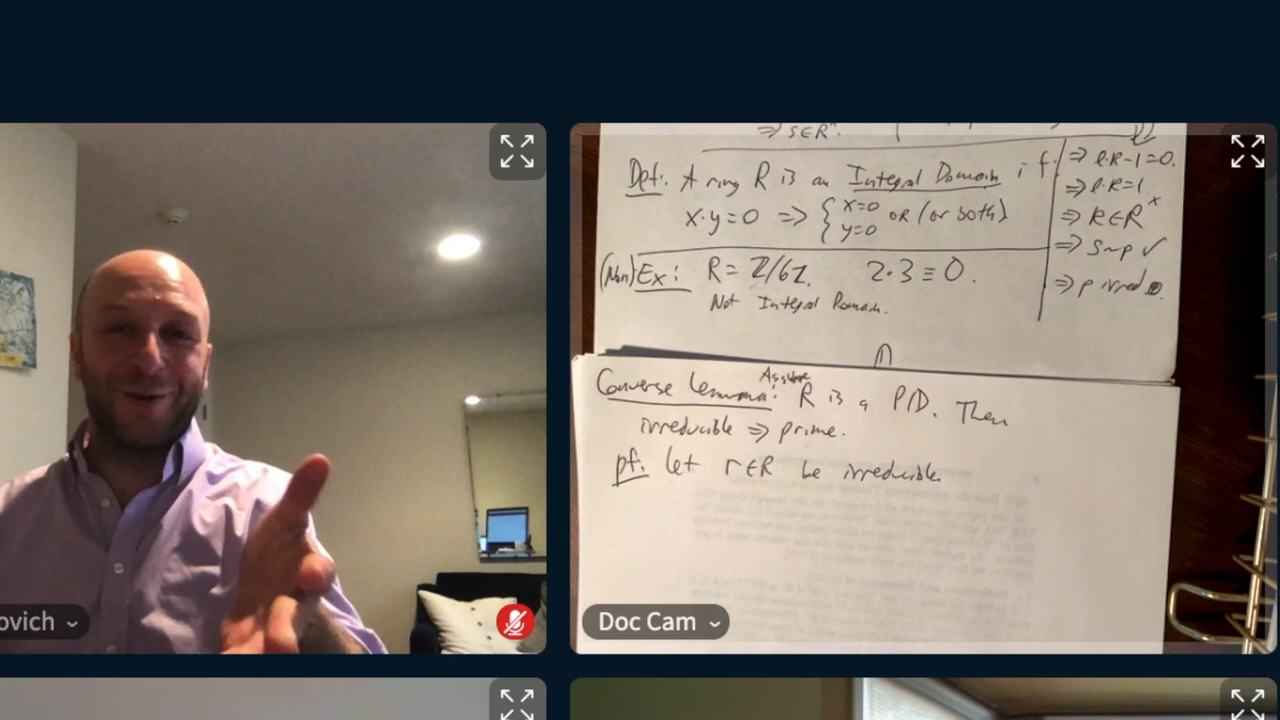 ⇒ s∈Rˣ.
Def: A ring R is an Integral Domain if
x·y=0 ⇒ { x=0 or (or both)
y=0
(Non) Ex: R = ℤ/6ℤ. 2·3 ≡ 0.
Not Integral Domain.
⇒ l·k-1=0.
⇒ l·k=1
⇒ k∈Rˣ
⇒ s~p ✓
⇒ p irred
Converse Lemma: Assume R is a PID. Then
irreducible ⇒ prime.
pf: let r∈R be irreducible.
ovich
Doc Cam